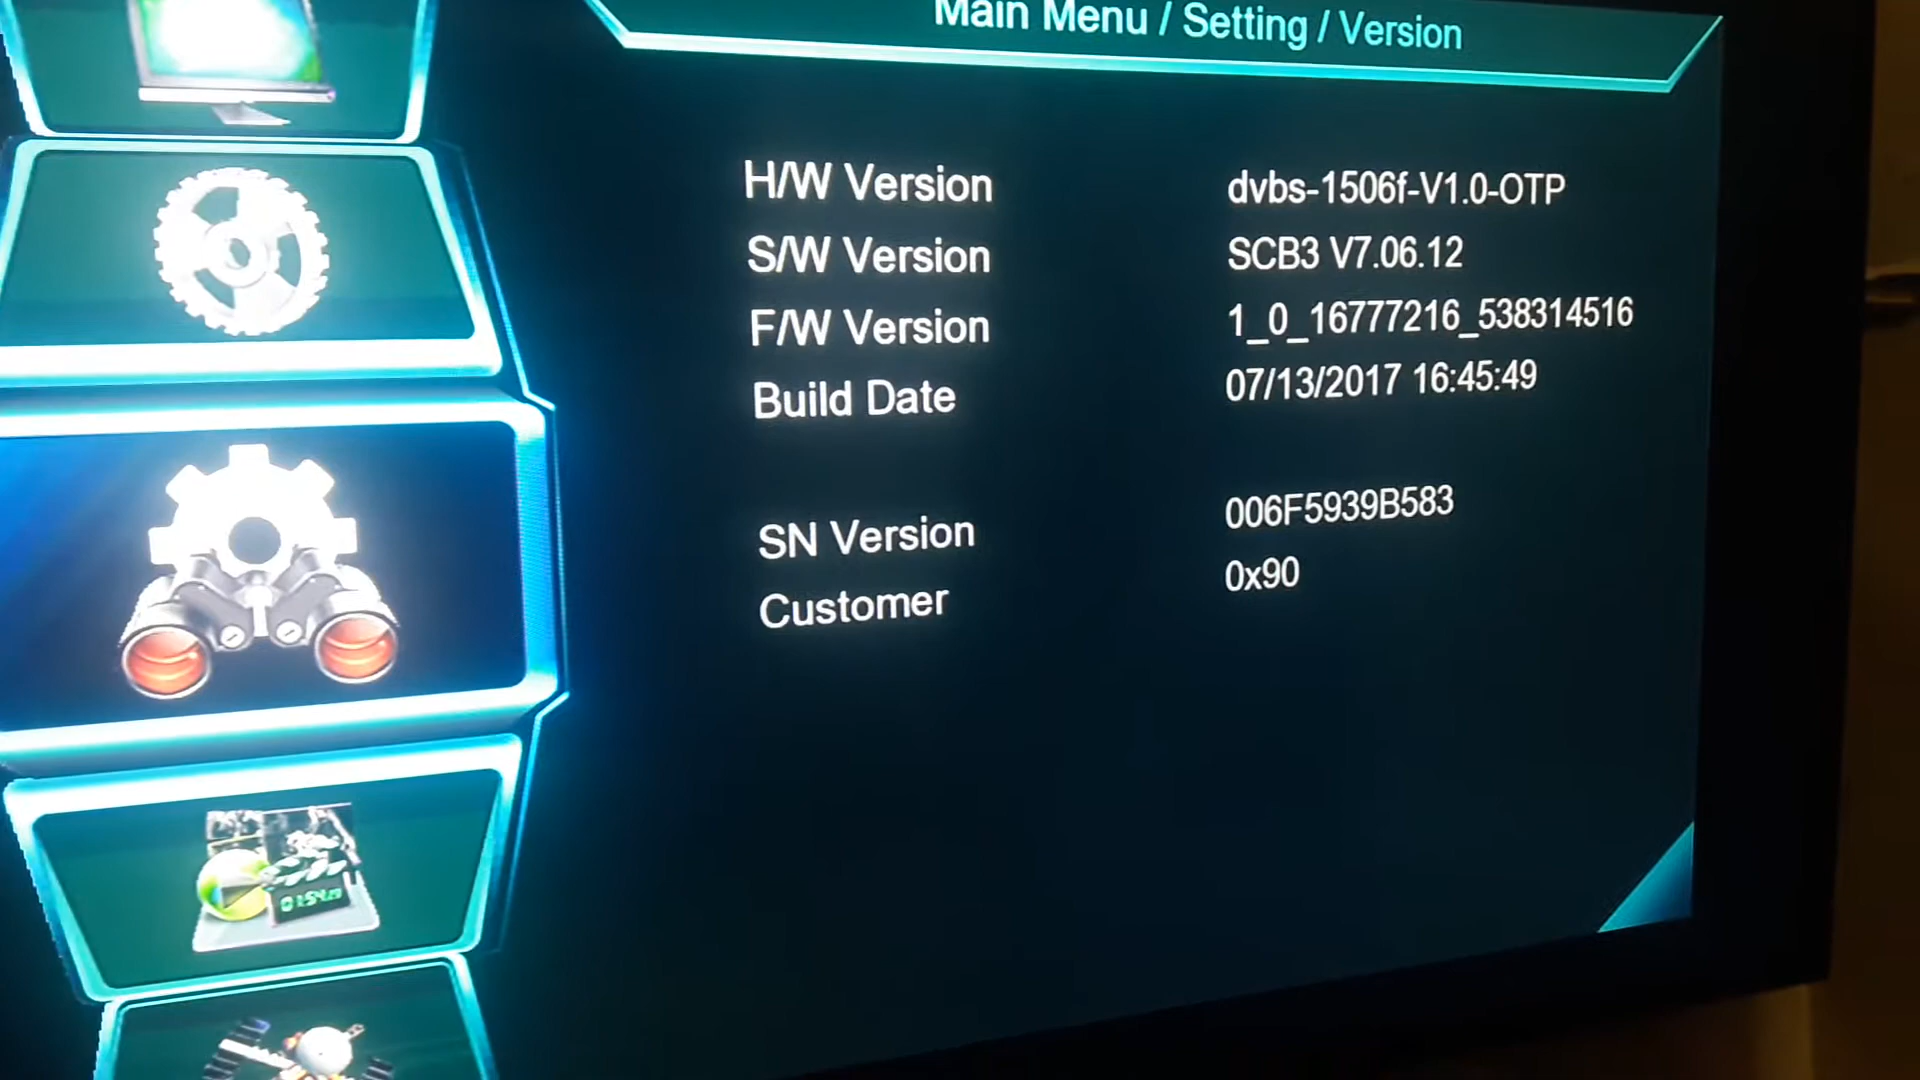 Main Menu / Setting / Version
H/W Version dvbs-1506f-V1.0-OTP
S/W Version SCB3 V7.06.12
F/W Version 1_0_16777216_538314516
Build Date 07/13/2017 16:45:49
SN Version 006F5939B583
Customer 0x90